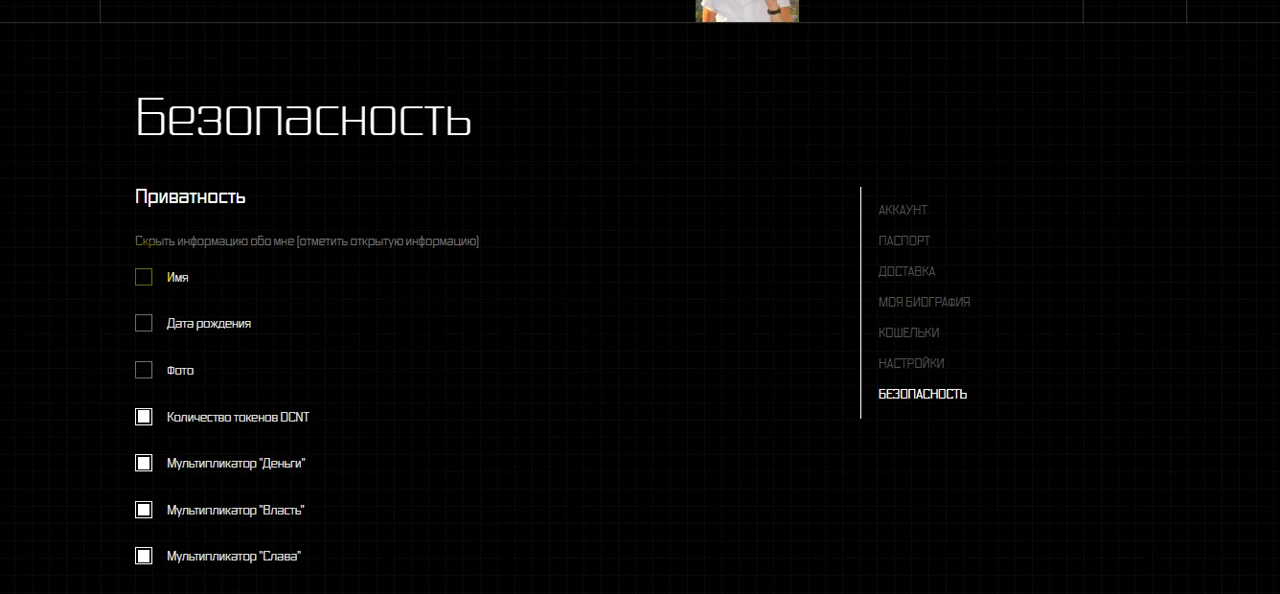 Безопасность
Приватность
Скрыть информацию обо мне (отметить открытую информацию)
Имя
Дата рождения
Фото
Количество токенов DCNT
Мультипликатор "Деньги"
Мультипликатор "Власть"
Мультипликатор "Слава"
АККАУНТ
ПАСПОРТ
ДОСТАВКА
МОЯ БИОГРАФИЯ
КОШЕЛЬКИ
НАСТРОЙКИ
БЕЗОПАСНОСТЬ